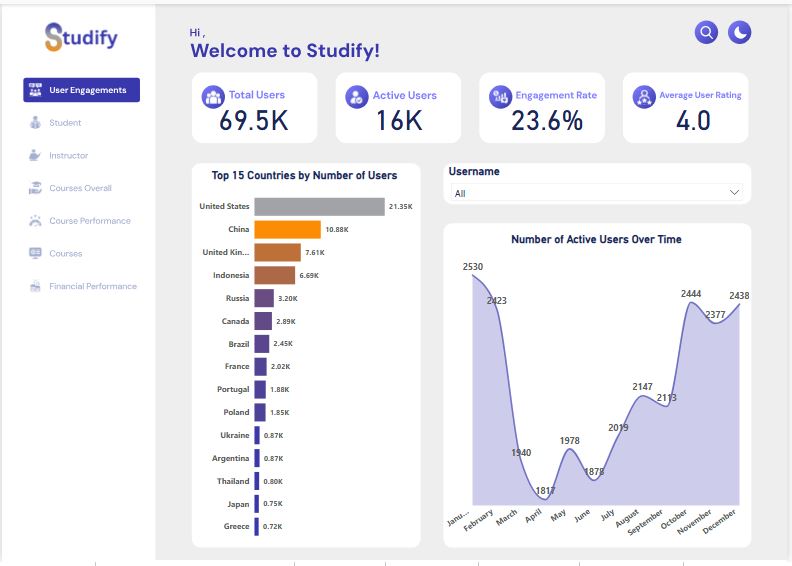 Studify
User Engagements
Student
Instructor
Courses Overall
Course Performance
Courses
Financial Performance
Hi ,
Welcome to Studify!
Total Users
69.5K
Active Users
16K
Engagement Rate
23.6%
Average User Rating
4.0
Top 15 Countries by Number of Users
United States 21.35K
China 10.88K
United Kin... 7.61K
Indonesia 6.69K
Russia 3.20K
Canada 2.89K
Brazil 2.45K
France 2.02K
Portugal 1.88K
Poland 1.85K
Ukraine 0.87K
Argentina 0.87K
Thailand 0.80K
Japan 0.75K
Greece 0.72K
Username
All
Number of Active Users Over Time
2530
2423
1940
1817
1978
1878
2019
2147
2113
2444
2377
2438
Janu...
February
March
April
May
June
July
August
September
October
November
December